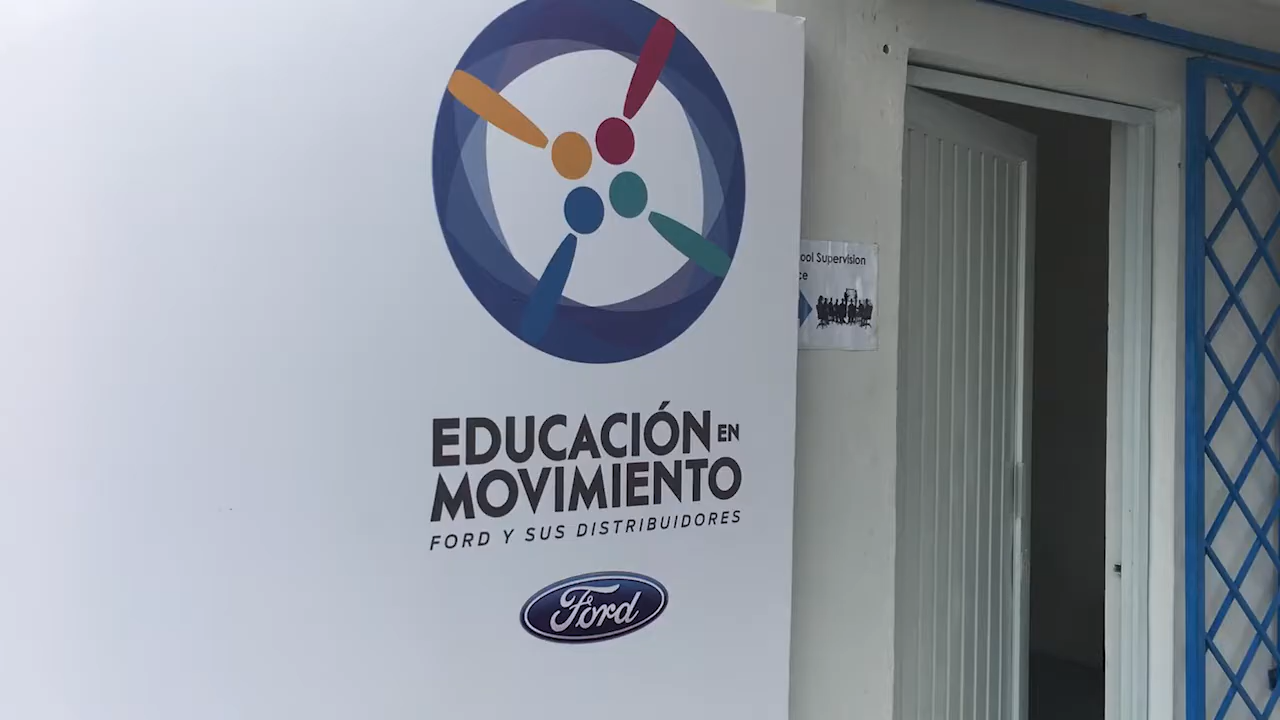 EDUCACIÓN EN
MOVIMIENTO
FORD Y SUS DISTRIBUIDORES
Ford
Supervision